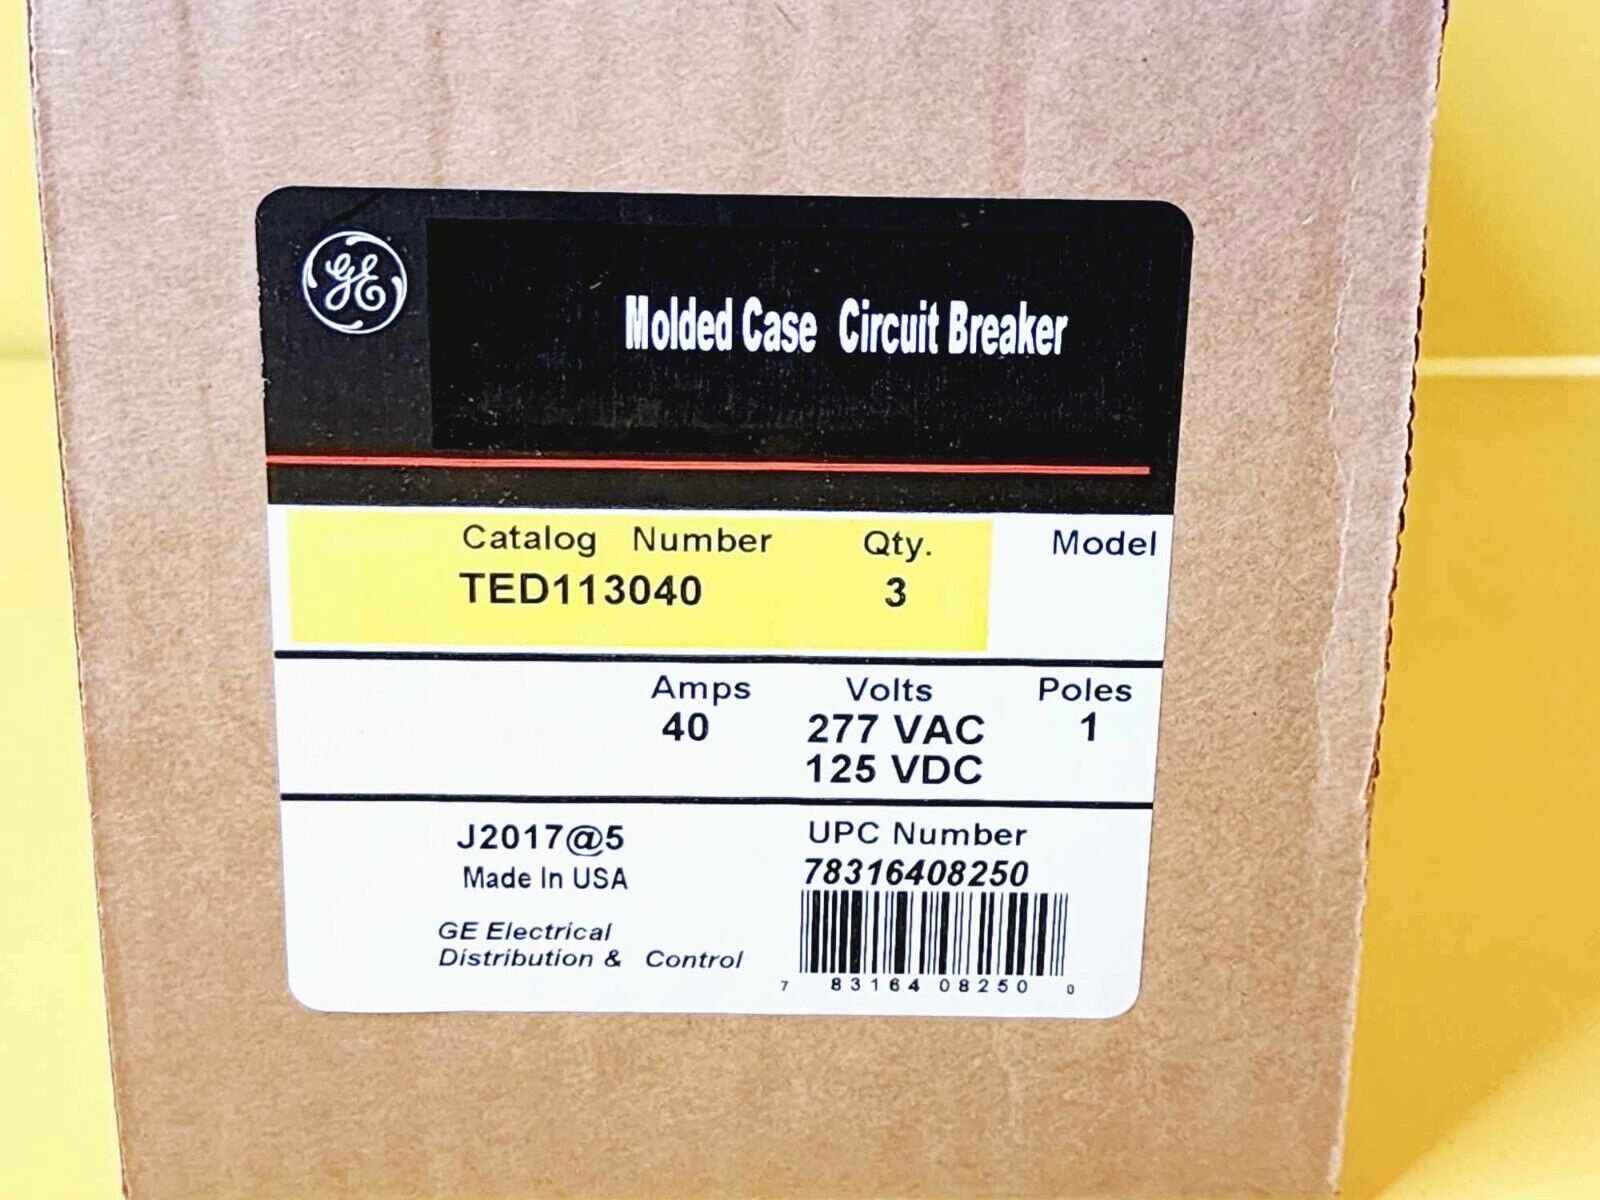 GE
Molded Case Circuit Breaker
Catalog Number Qty. Model
TED113040 3
Amps Volts Poles
40 277 VAC 1
125 VDC
J2017@5 UPC Number
Made In USA 78316408250
GE Electrical
Distribution & Control
7 83164 08250 0